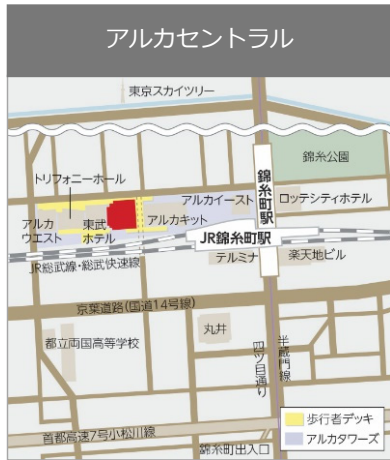 アルカセントラル
東京スカイツリー
錦糸公園
トリフォニーホール
アルカイースト
錦糸町駅
ロッテシティホテル
アルカ
ウエスト
東武
ホテル
アルカキット
JR錦糸町駅
JR総武線・総武快速線
テルミナ
楽天地ビル
京葉道路(国道14号線)
丸井
都立両国高等学校
四ツ目通り
半蔵門線
歩行者デッキ
アルカタワーズ
首都高速7号小松川線
錦糸町出入口